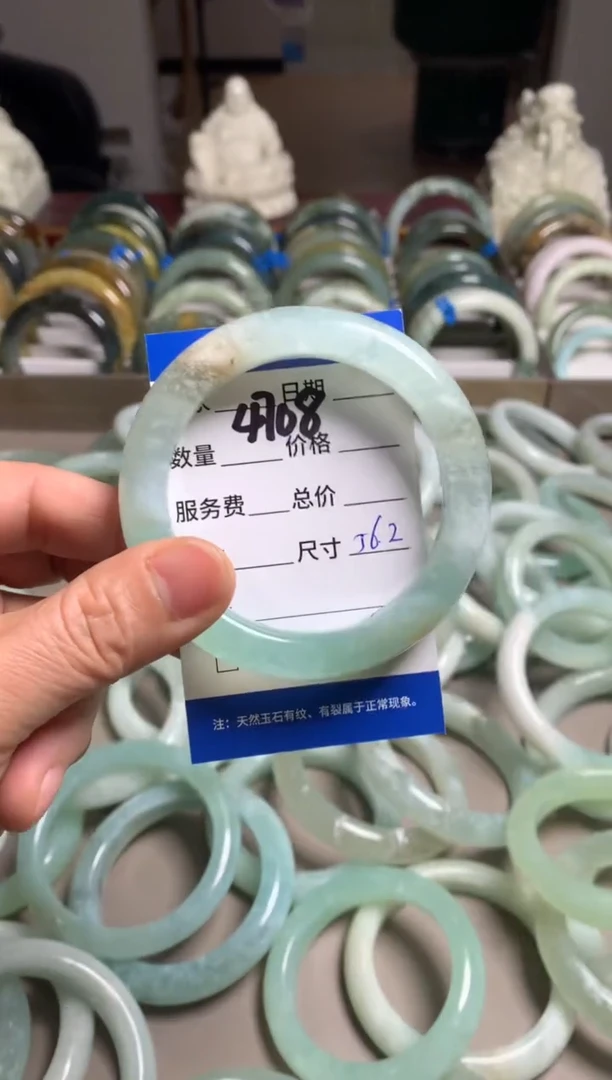 日期
4708
数量 价格
服务费 总价
尺寸 562
注：天然玉石有纹、有裂属于正常现象。